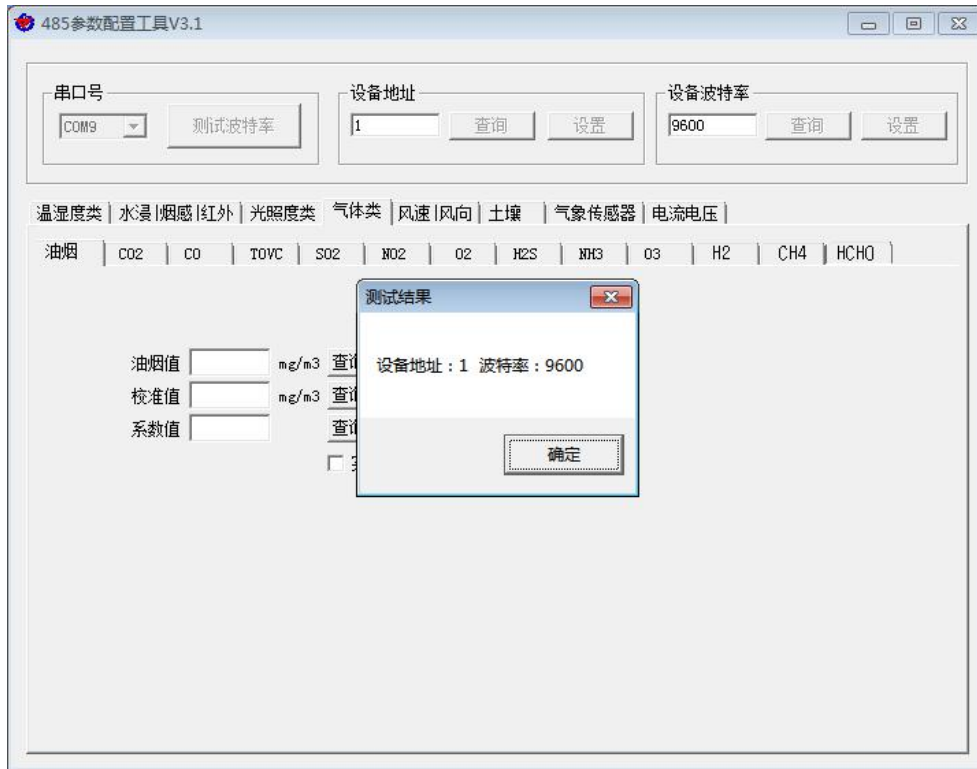 485参数配置工具V3.1
串口号
设备地址
设备波特率
COM9
测试波特率
1
查询
设置
9600
查询
设置
温湿度类
水浸|烟感|红外
光照度类
气体类
风速|风向
土壤
气象传感器
电流电压
油烟
CO2
CO
TOVC
SO2
NO2
O2
H2S
NH3
O3
H2
CH4
HCHO
测试结果
设备地址：1 波特率：9600
确定
油烟值
mg/m3
校准值
mg/m3
系数值